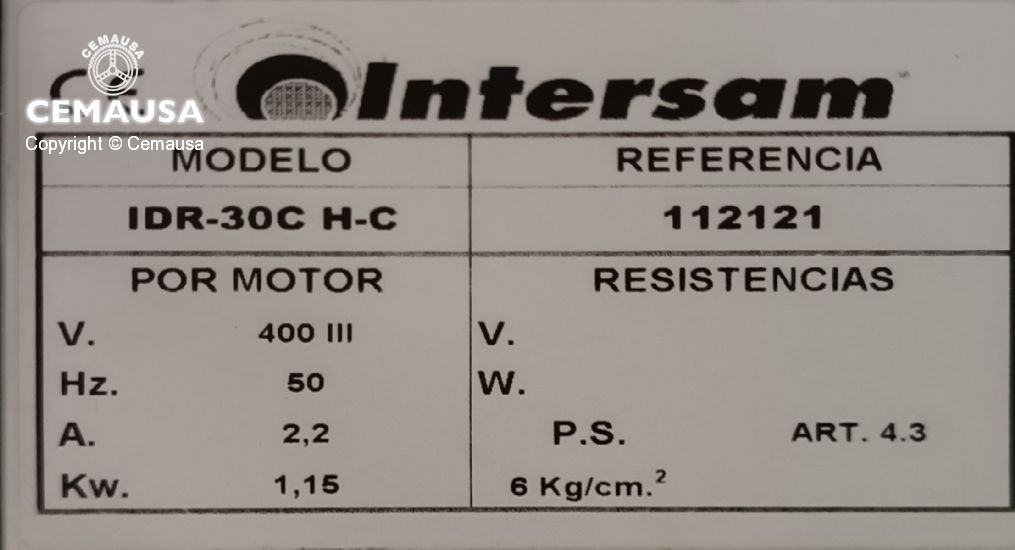 CEMAUSA
CE
Intersam
CEMAUSA
Copyright © Cemausa
MODELO REFERENCIA
IDR-30C H-C 112121
POR MOTOR RESISTENCIAS
V. 400 III V.
Hz. 50 W.
A. 2,2 P.S. ART. 4.3
Kw. 1,15 6 Kg/cm.²